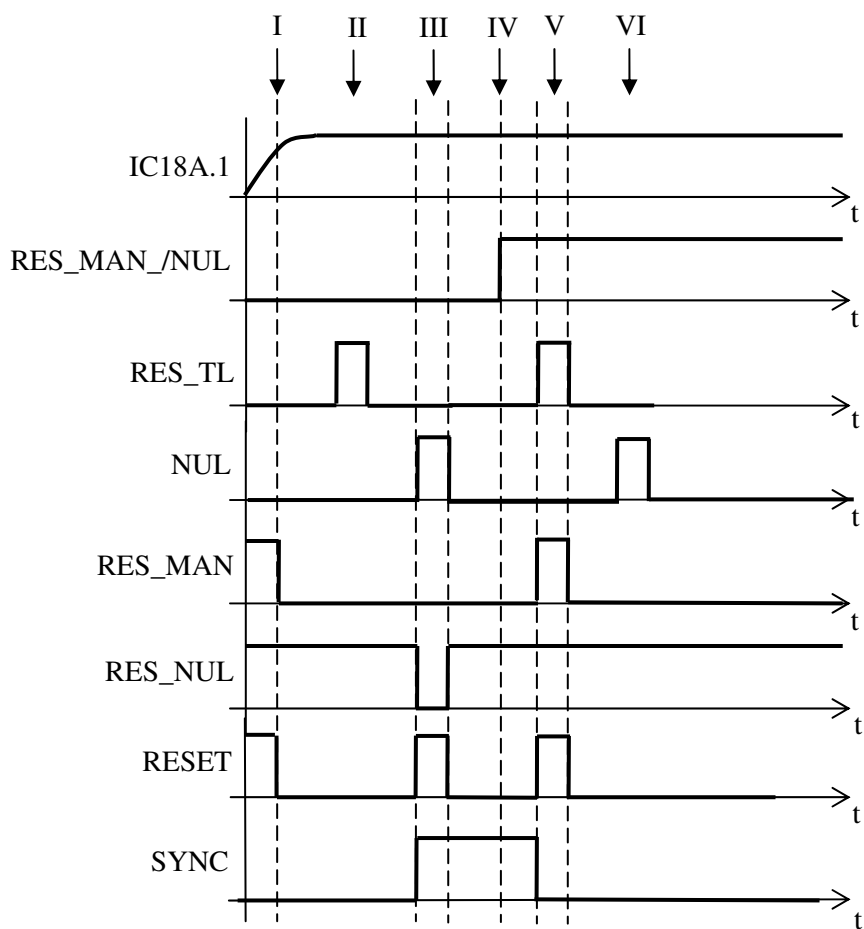 I II III IV V VI
IC18A.1
t
RES_MAN_/NUL
t
RES_TL
t
NUL
t
RES_MAN
t
RES_NUL
t
RESET
t
SYNC
t